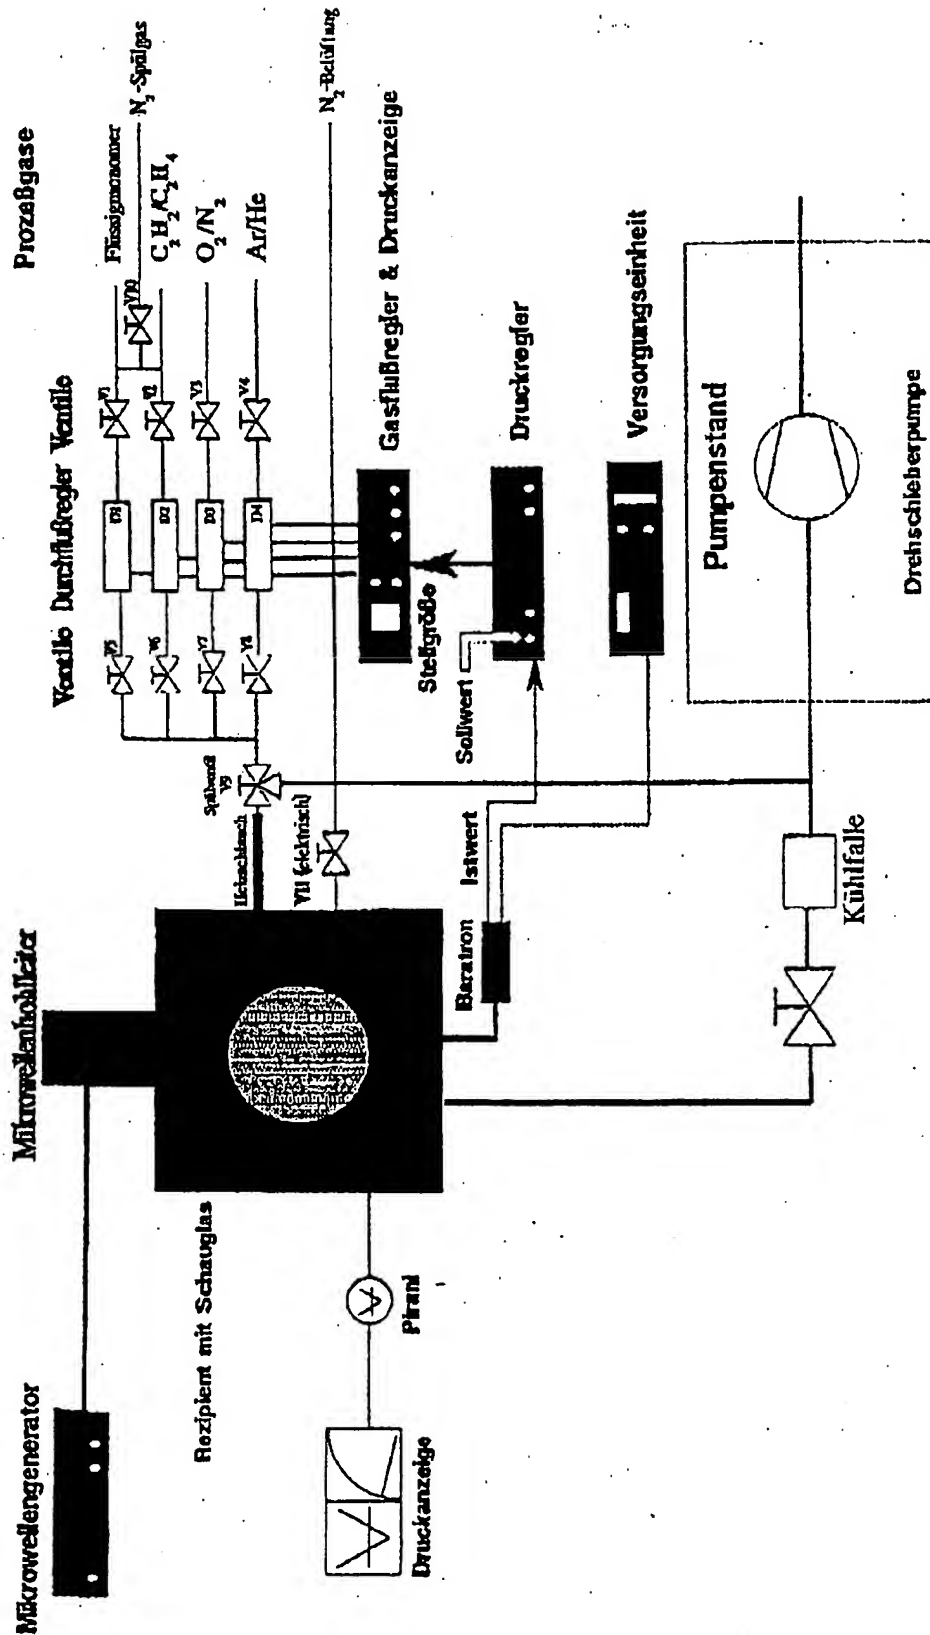 Mikrowellengenerator
Mikrowellenhohlleiter
Prozaßgase
Ventile Durchflußregler Ventile
Flüssigmonomer
N₂-Spülgas
C₂H₂/C₂H₄
O₂/N₂
Ar/He
V10
V1
V2
V3
V4
D1
D2
D3
D4
V5
V6
V7
V8
Spülventil
V9
Heizschlauch
V11 (elektrisch)
N₂-Belüftung
Rezipient mit Schauglas
Gasflußregler & Druckanzeige
Stellgröße
Druckregler
Sollwert
Istwert
Baratron
Versorgungseinheit
Pirani
Druckanzeige
Pumpenstand
Kühlfalle
Drehschieberpumpe